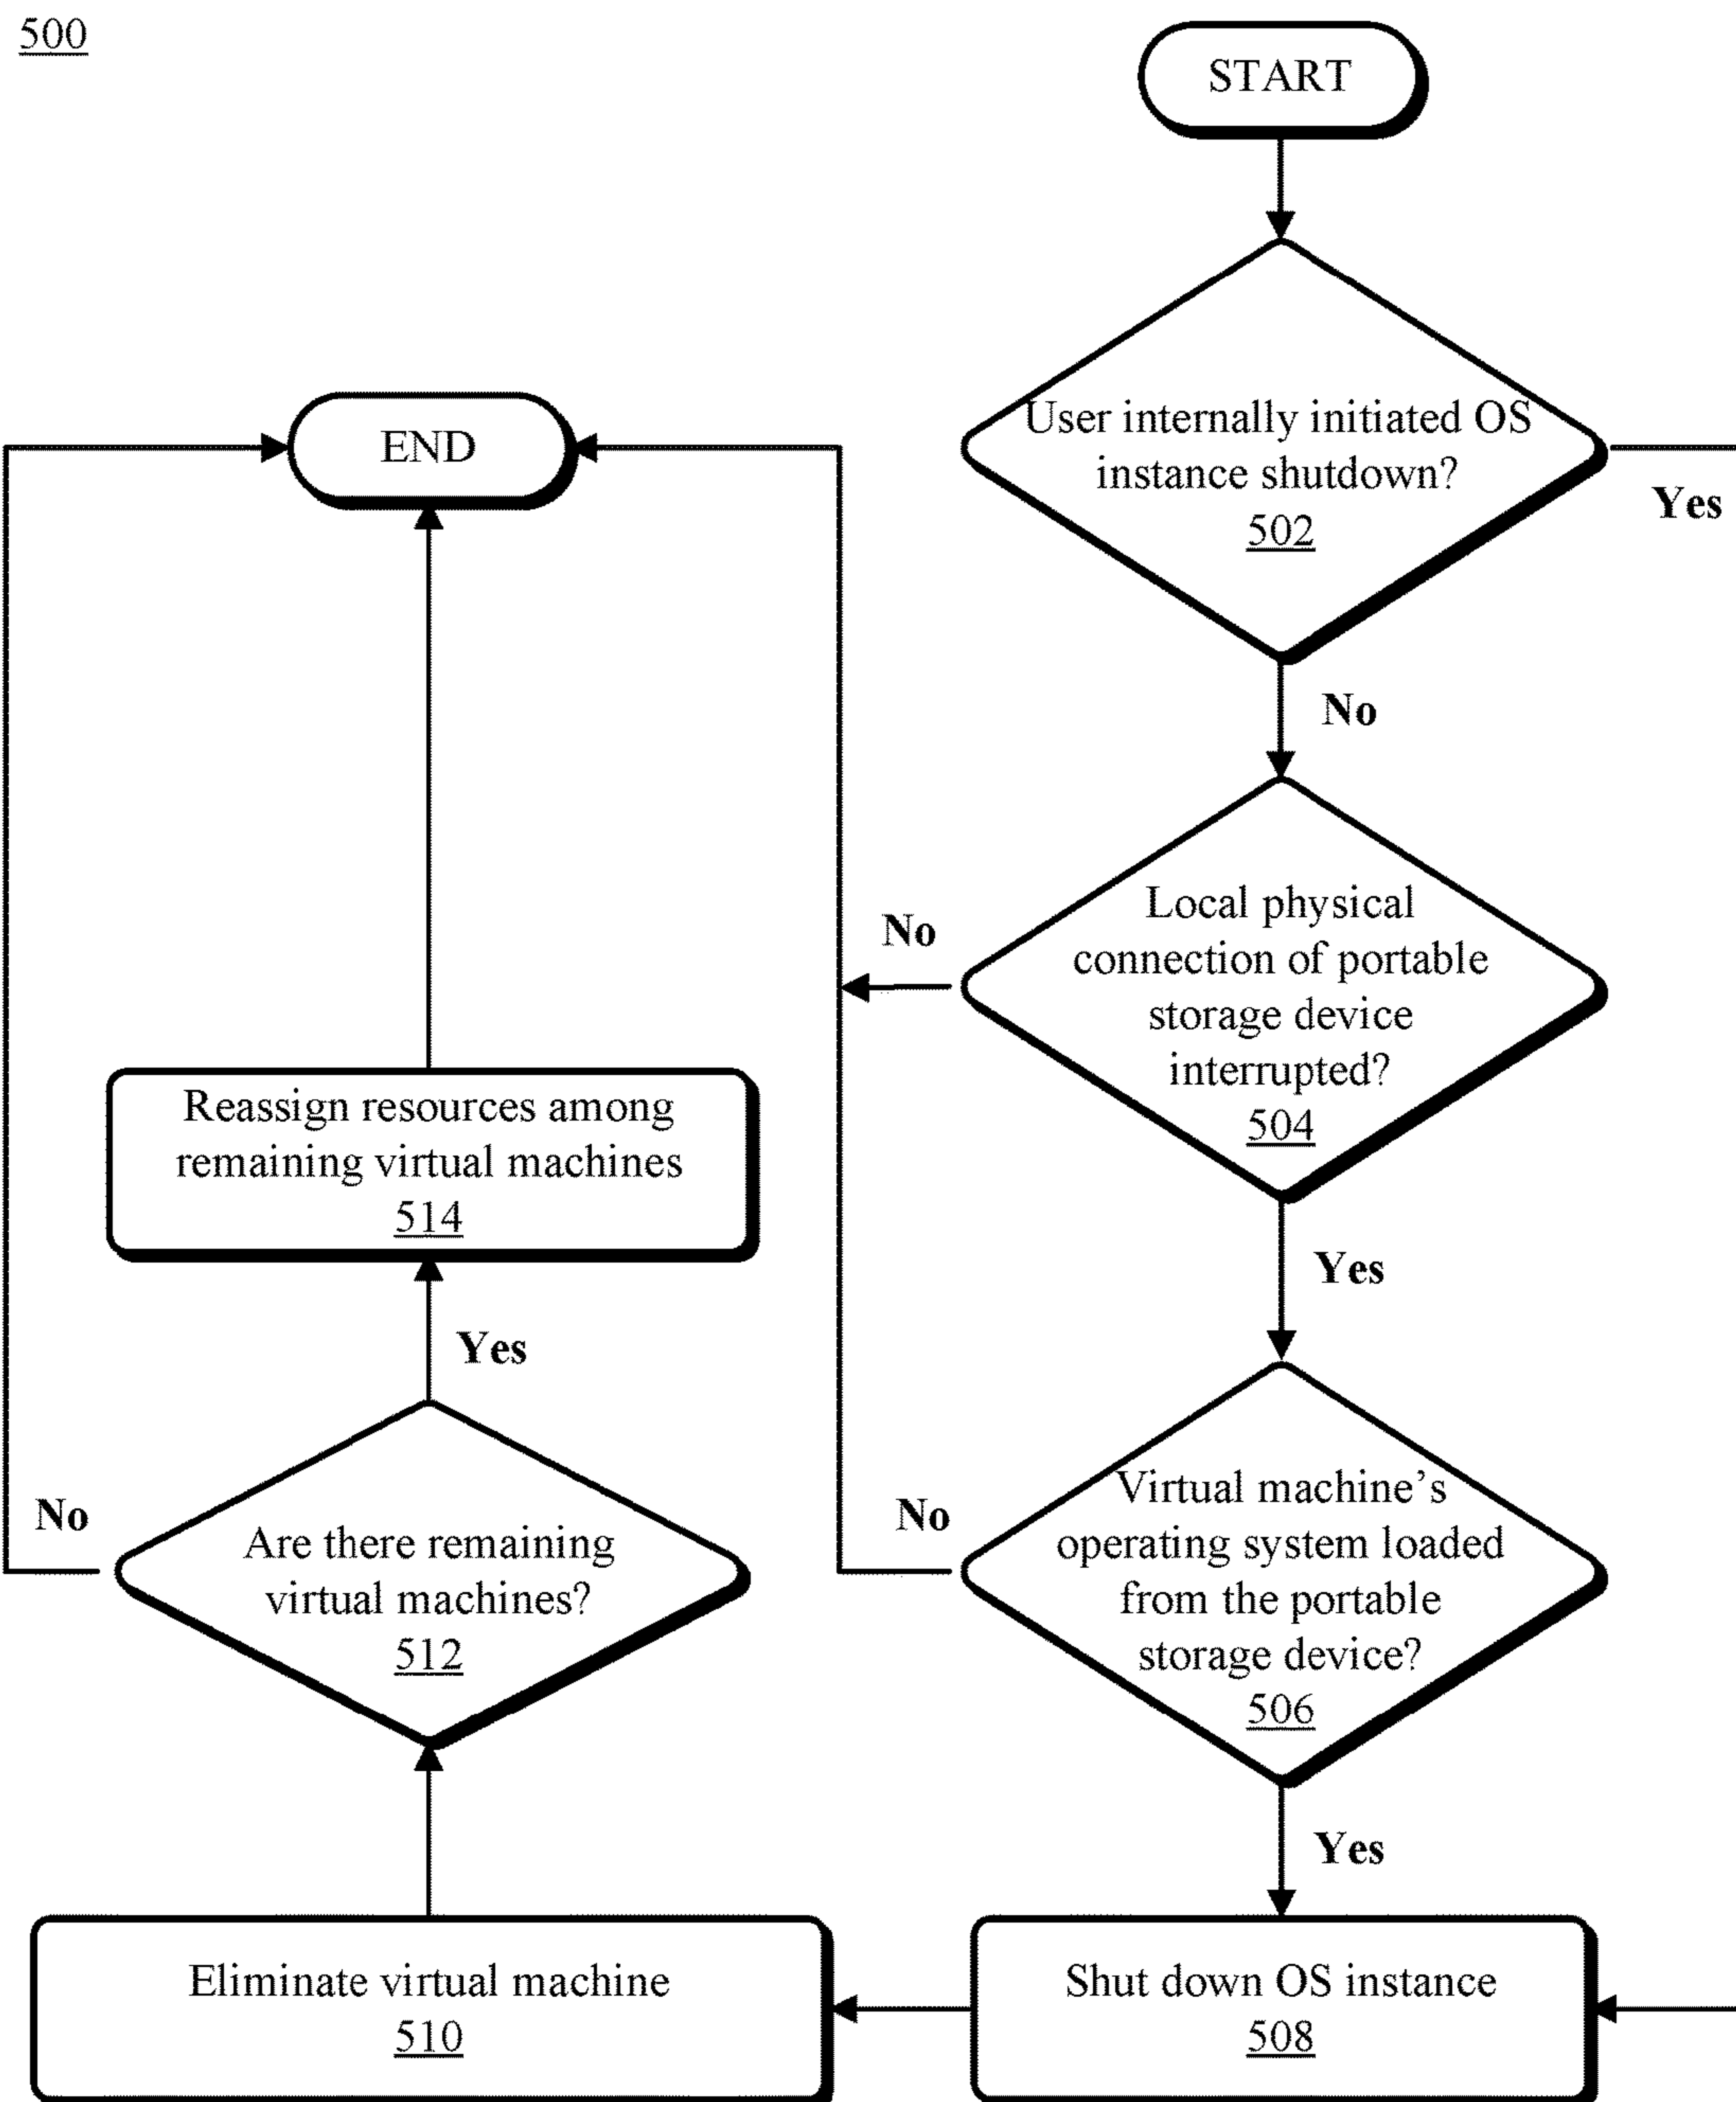 500
START
User internally initiated OS
instance shutdown?
502
Yes
No
Local physical
connection of portable
storage device
interrupted?
504
No
Yes
Virtual machine’s
operating system loaded
from the portable
storage device?
506
No
Yes
Shut down OS instance
508
Eliminate virtual machine
510
Are there remaining
virtual machines?
512
No
Yes
Reassign resources among
remaining virtual machines
514
END